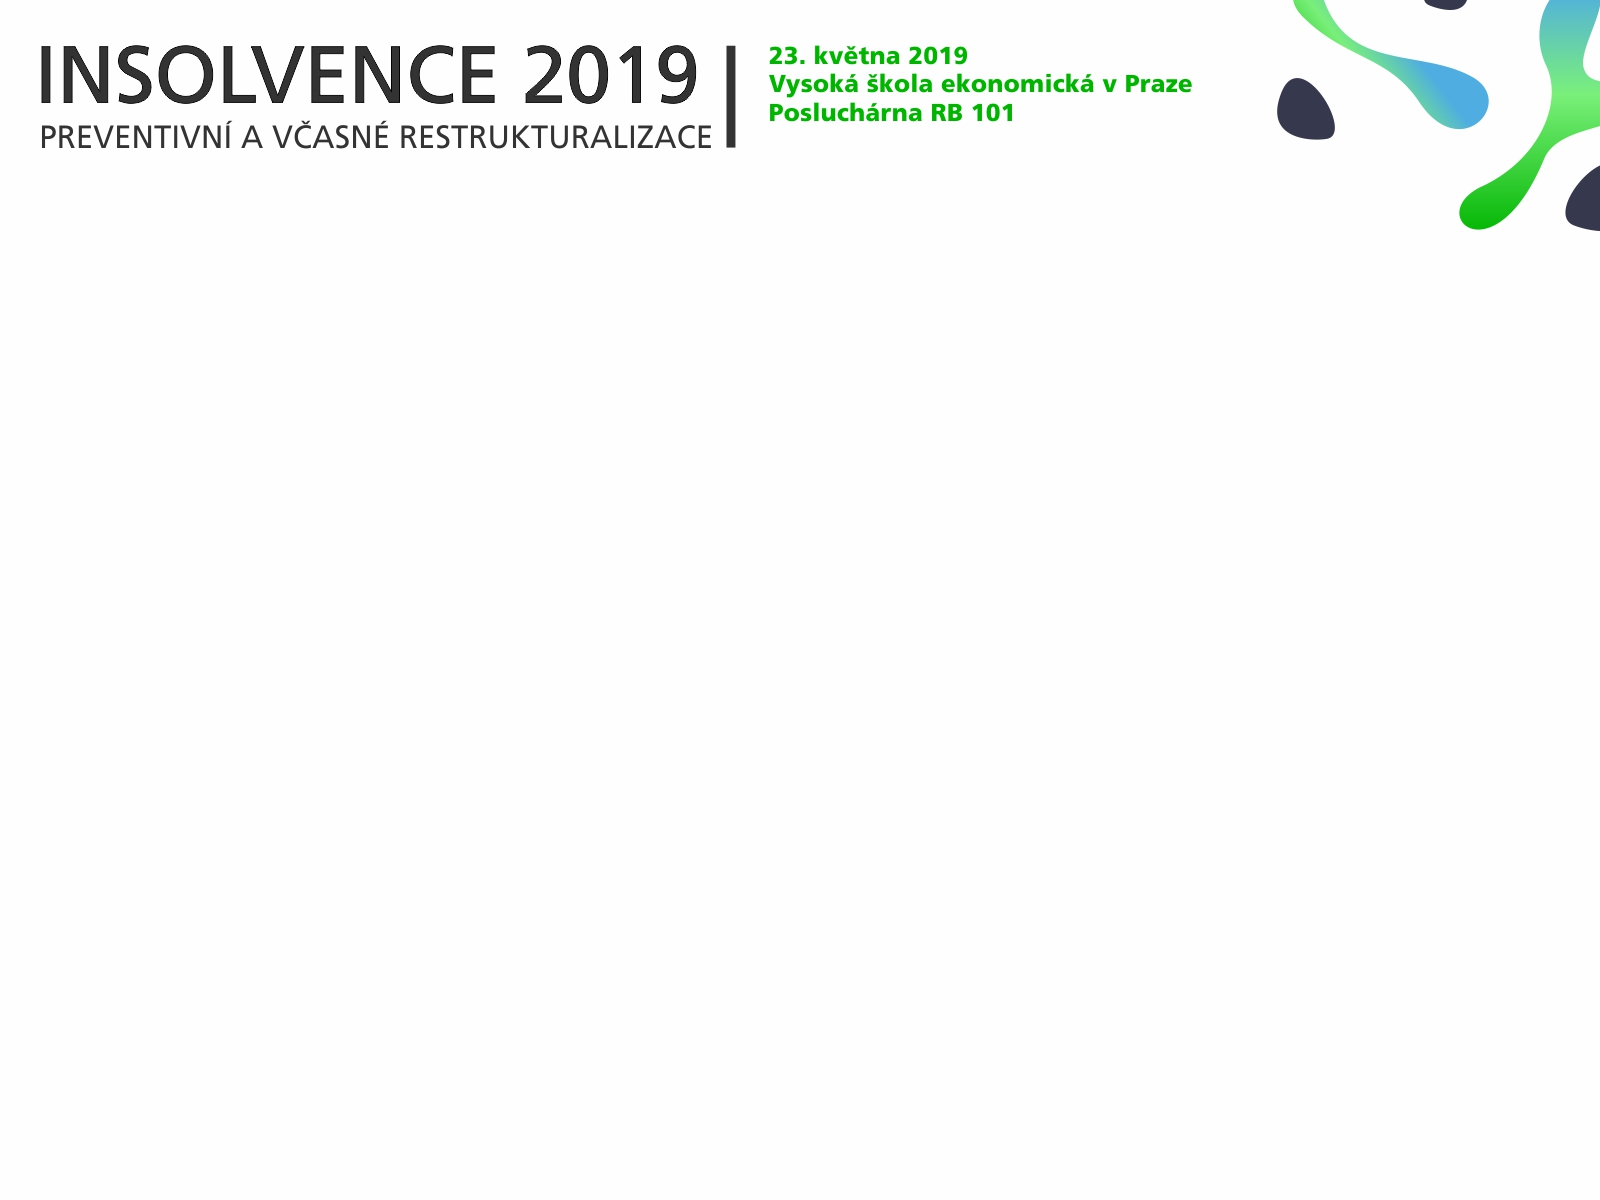 INSOLVENCE 2019
PREVENTIVNÍ A VČASNÉ RESTRUKTURALIZACE
23. května 2019
Vysoká škola ekonomická v Praze
Posluchárna RB 101